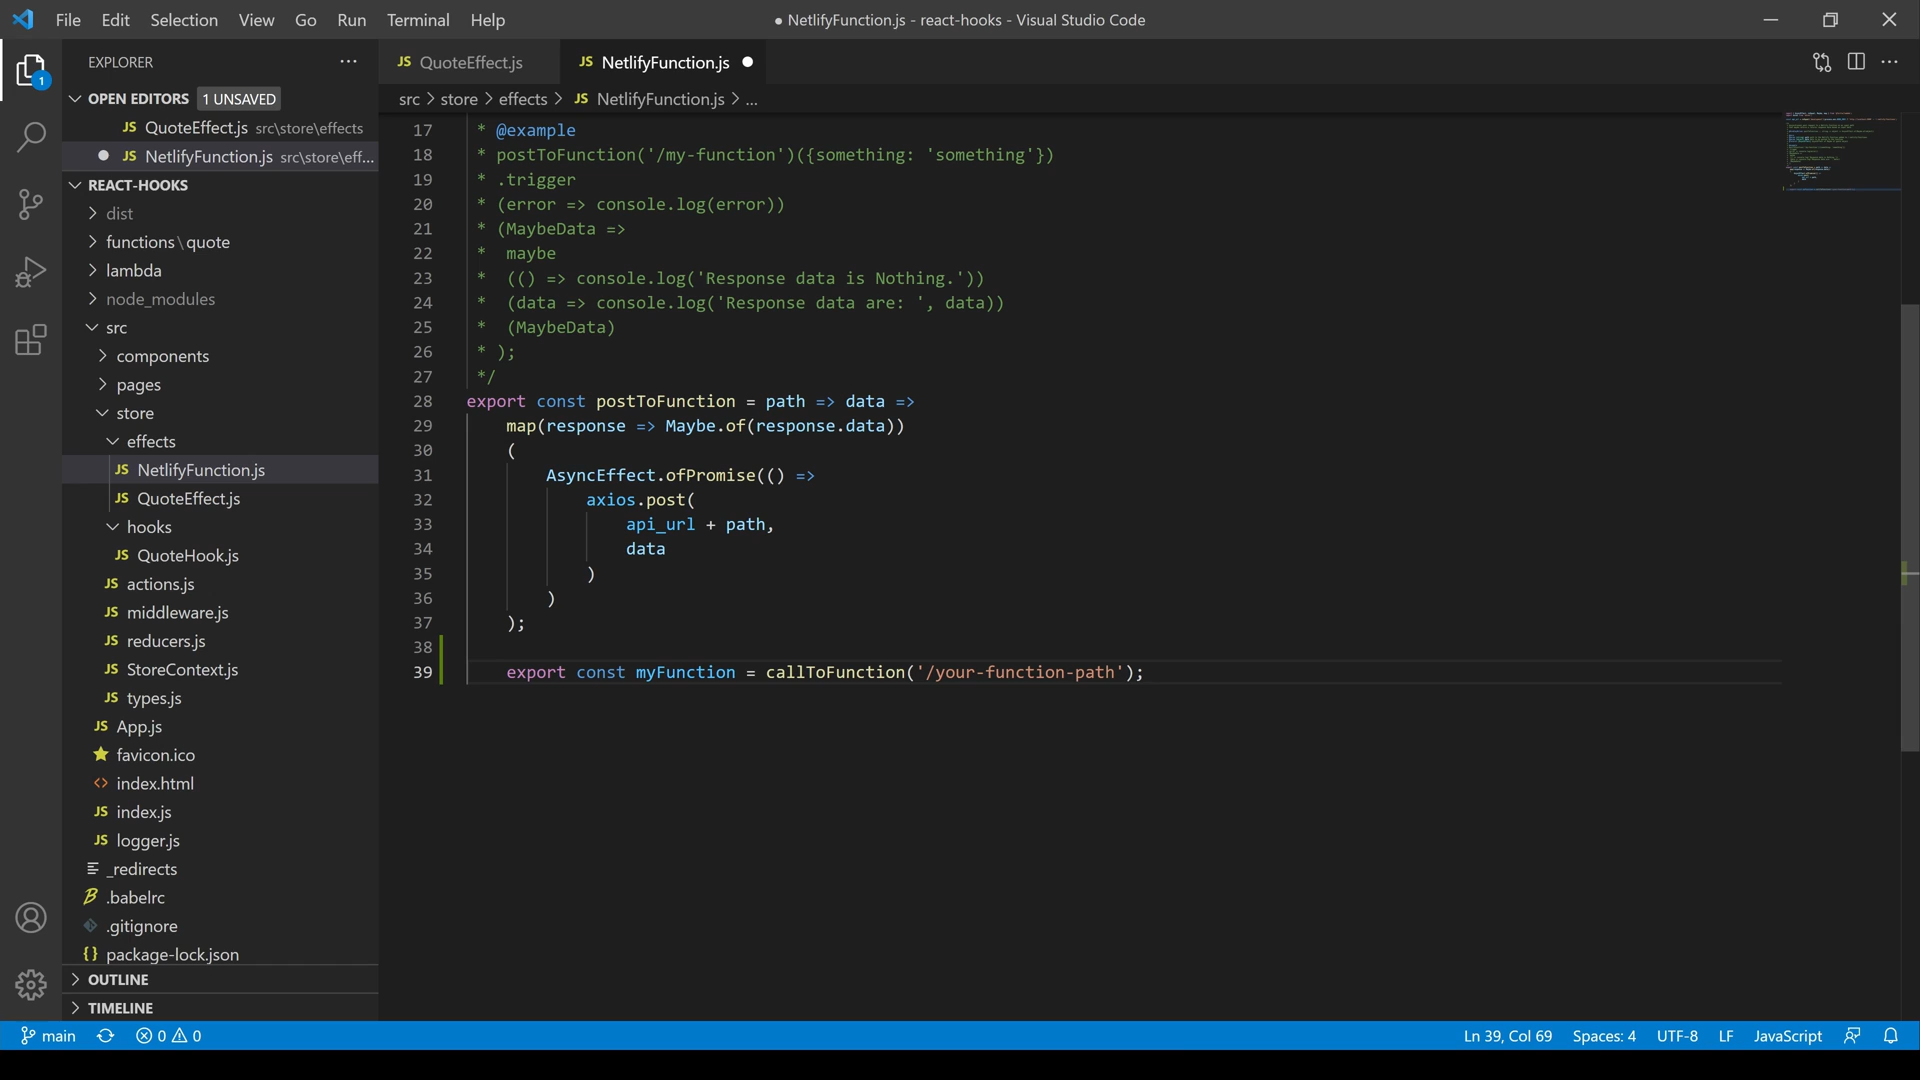 File Edit Selection View Go Run Terminal Help
● NetlifyFunction.js - react-hooks - Visual Studio Code
EXPLORER
OPEN EDITORS 1 UNSAVED
JS QuoteEffect.js src\store\effects
JS NetlifyFunction.js src\store\eff...
REACT-HOOKS
dist
functions\quote
lambda
node_modules
src
components
pages
store
effects
JS NetlifyFunction.js
JS QuoteEffect.js
hooks
JS QuoteHook.js
JS actions.js
JS middleware.js
JS reducers.js
JS StoreContext.js
JS types.js
JS App.js
favicon.ico
<> index.html
JS index.js
JS logger.js
_redirects
.babelrc
.gitignore
{} package-lock.json
OUTLINE
TIMELINE
1
JS QuoteEffect.js JS NetlifyFunction.js
src > store > effects > JS NetlifyFunction.js > ...
17 * @example
18 * postToFunction('/my-function')({something: 'something'})
19 * .trigger
20 * (error => console.log(error))
21 * (MaybeData =>
22 *  maybe
23 *  (() => console.log('Response data is Nothing.'))
24 *  (data => console.log('Response data are: ', data))
25 *  (MaybeData)
26 * );
27 */
28 export const postToFunction = path => data =>
29     map(response => Maybe.of(response.data))
30     (
31         AsyncEffect.ofPromise(() =>
32             axios.post(
33                 api_url + path,
34                 data
35             )
36         )
37     );
38
39     export const myFunction = callToFunction('/your-function-path');
main 0 0 Ln 39, Col 69 Spaces: 4 UTF-8 LF JavaScript